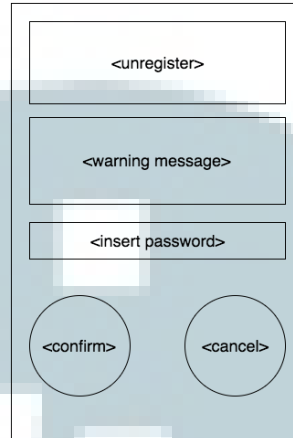 <unregister>
<warning message>
<insert password>
<confirm> <cancel>